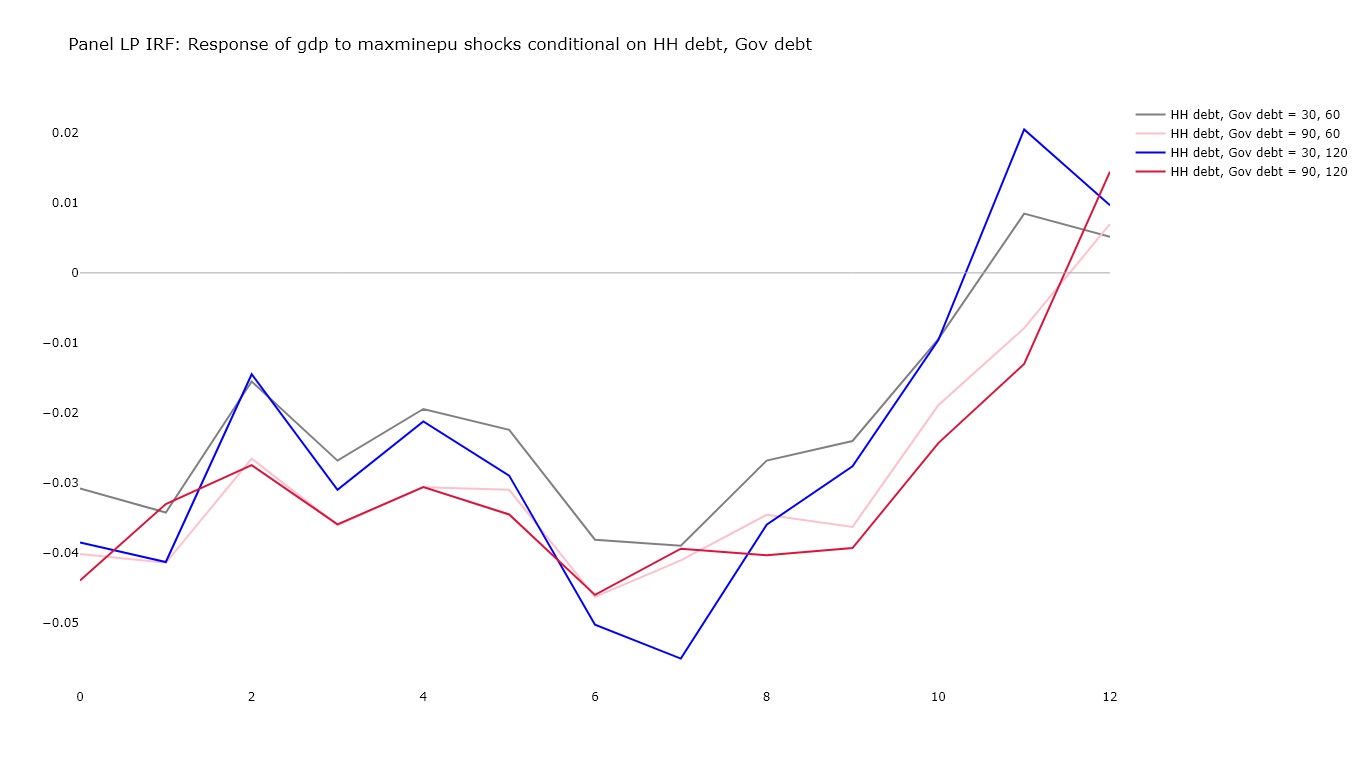 Panel LP IRF: Response of gdp to maxminepu shocks conditional on HH debt, Gov debt
HH debt, Gov debt = 30, 60
HH debt, Gov debt = 90, 60
HH debt, Gov debt = 30, 120
HH debt, Gov debt = 90, 120
0.02
0.01
0
−0.01
−0.02
−0.03
−0.04
−0.05
0 2 4 6 8 10 12